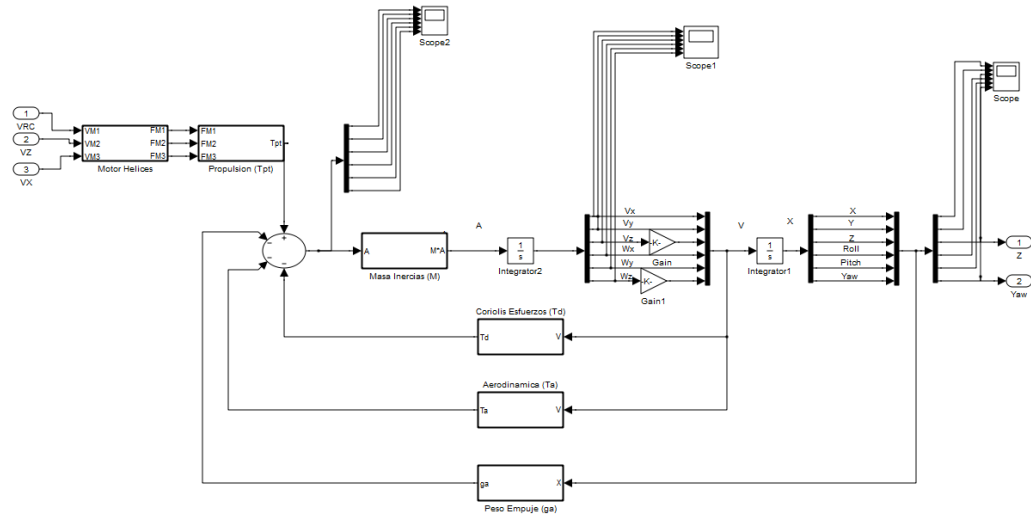 Scope2
Scope1
Scope
1
VRC
2
VZ
3
VX
VM1
VM2
VM3
FM1
FM2
FM3
Motor Helices
FM1
FM2
FM3
Tpt
Propulsion (Tpt)
+
−
−
−
A
M*A
Masa Inercias (M)
A
1
s
Integrator2
Vx
Vy
Vz
Wx
Wy
Wz
-K-
Gain
-K-
Gain1
V
1
s
Integrator1
X
X
Y
Z
Roll
Pitch
Yaw
1
Z
2
Yaw
Coriolis Esfuerzos (Td)
Td
V
Aerodinamica (Ta)
Ta
V
ga
X
Peso Empuje (ga)